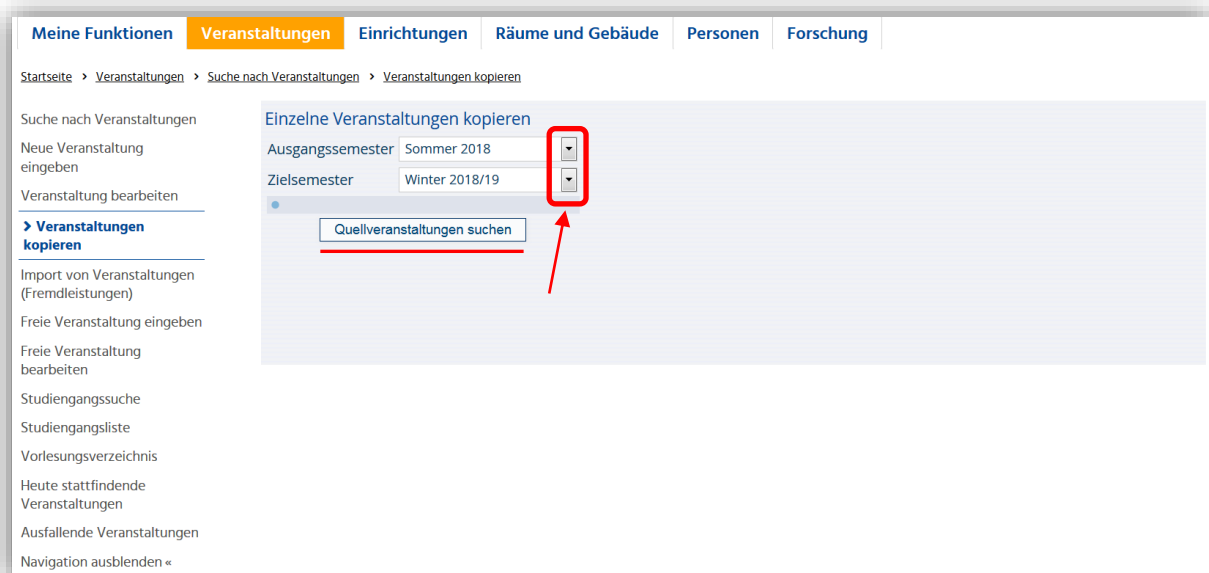 Meine Funktionen Veranstaltungen Einrichtungen Räume und Gebäude Personen Forschung
Startseite > Veranstaltungen > Suche nach Veranstaltungen > Veranstaltungen kopieren
Suche nach Veranstaltungen
Neue Veranstaltung
eingeben
Veranstaltung bearbeiten
> Veranstaltungen
kopieren
Import von Veranstaltungen
(Fremdleistungen)
Freie Veranstaltung eingeben
Freie Veranstaltung
bearbeiten
Studiengangssuche
Studiengangsliste
Vorlesungsverzeichnis
Heute stattfindende
Veranstaltungen
Ausfallende Veranstaltungen
Navigation ausblenden «
Einzelne Veranstaltungen kopieren
Ausgangssemester Sommer 2018
Zielsemester Winter 2018/19
Quellveranstaltungen suchen